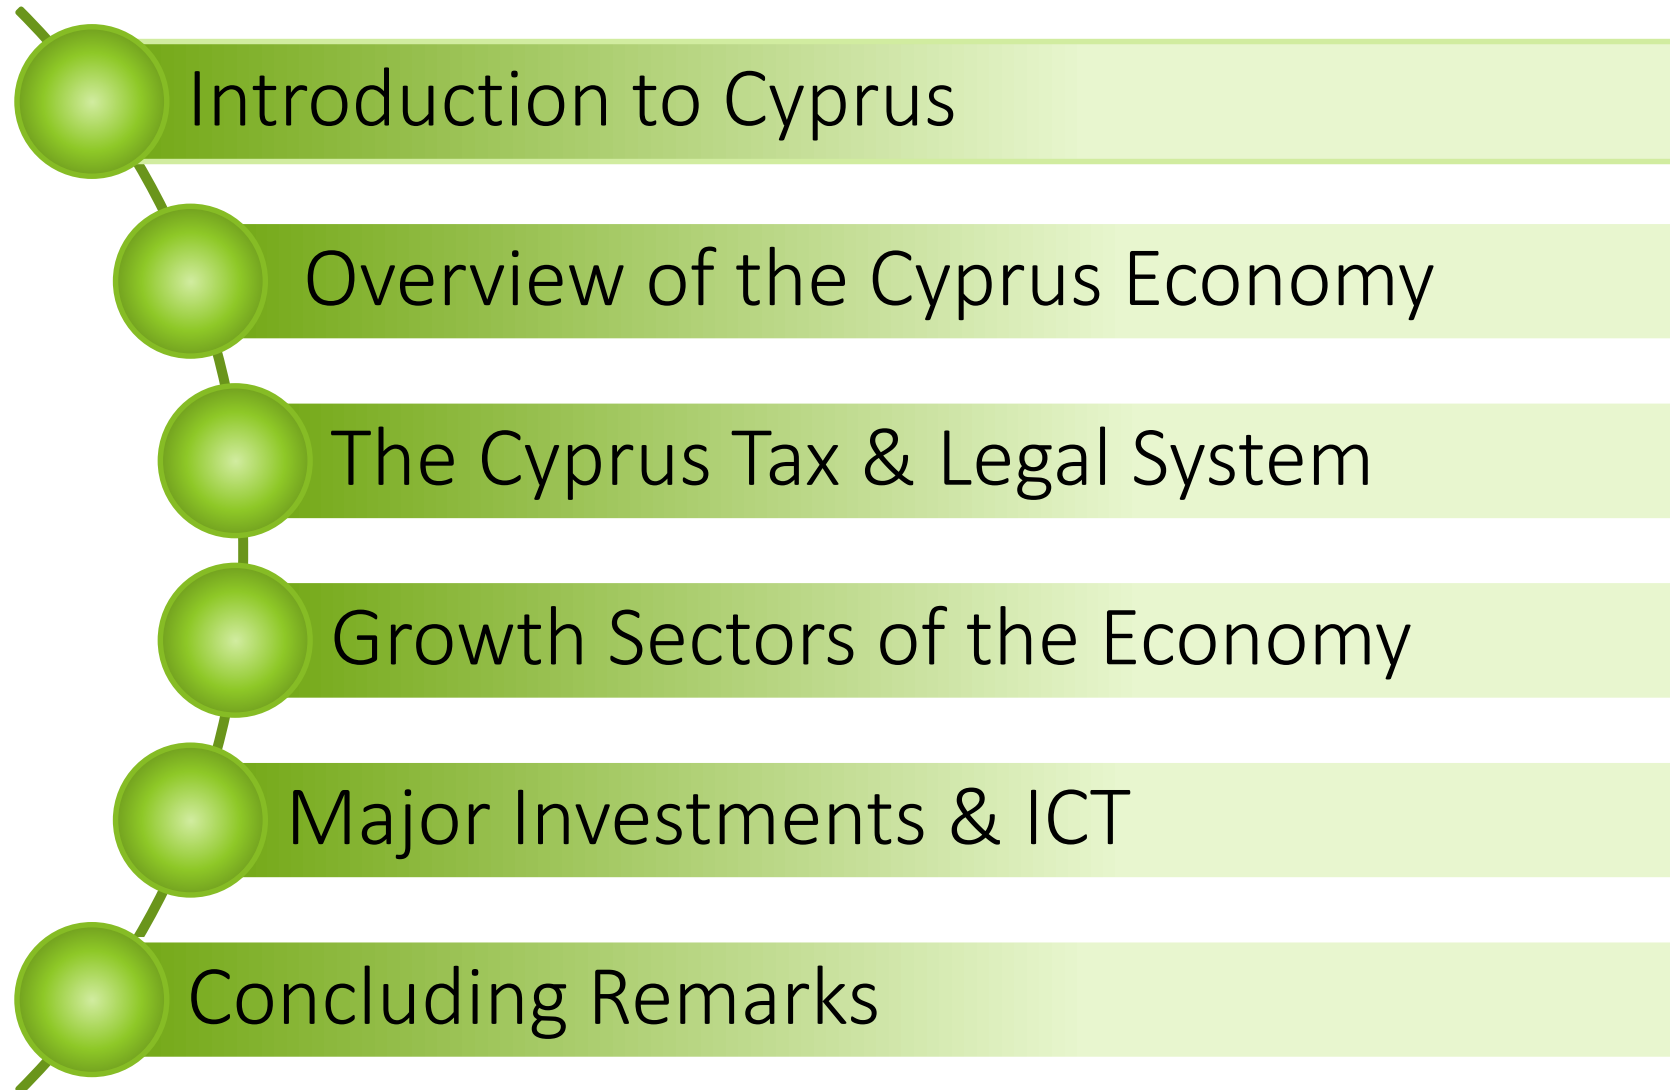 Introduction to Cyprus
Overview of the Cyprus Economy
The Cyprus Tax & Legal System
Growth Sectors of the Economy
Major Investments & ICT
Concluding Remarks